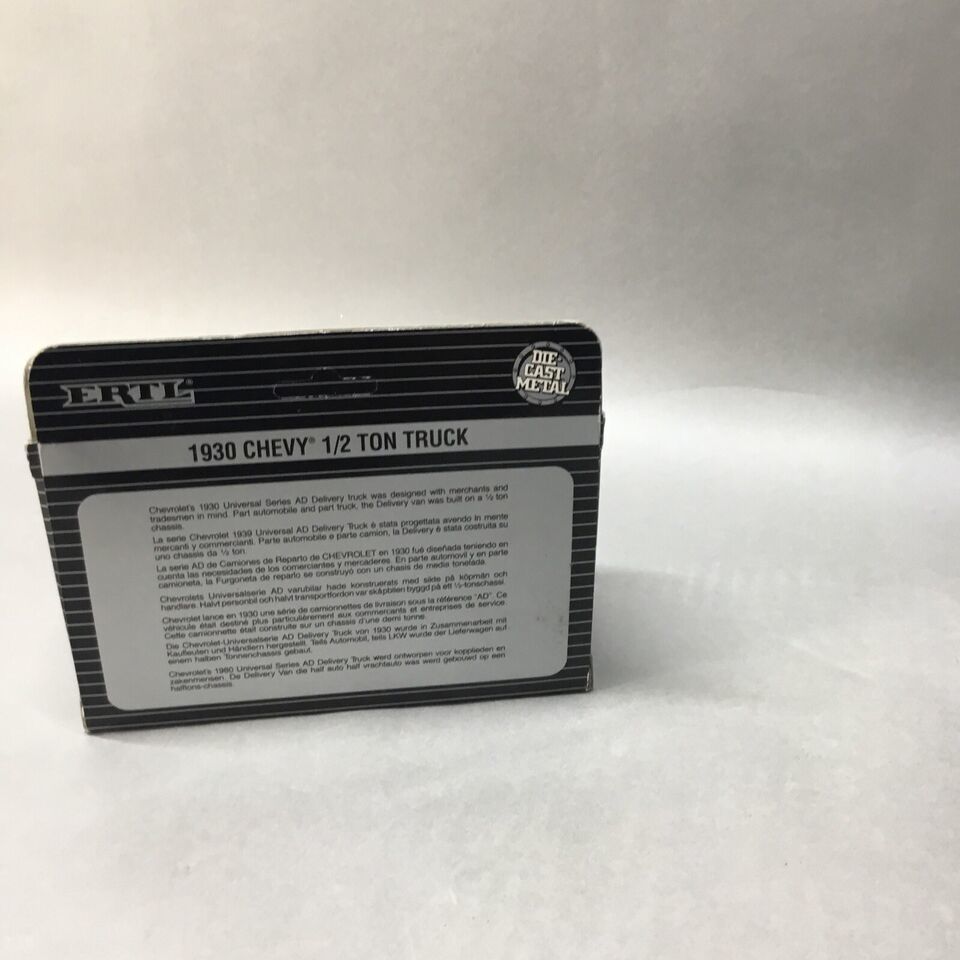 ERTL®
DIE-
CAST
METAL
1930 CHEVY® 1/2 TON TRUCK
Chevrolet's 1930 Universal Series AD Delivery truck was designed with merchants and
tradesmen in mind. Part automobile and part truck, the Delivery van was built on a ½ ton
chassis.
La serie Chevrolet 1939 Universal AD Delivery Truck è stata progettata avendo in mente
mercanti y commercianti. Parte automobile e parte camion, la Delivery è stata costruita su
uno chassis da ½ ton
La serie AD de Camiones de Reparto de CHEVROLET en 1930 fué diseñada teniendo en
cuenta las necesidades de los comerciantes y mercaderes. En parte automovil y en parte
camioneta, la Furgoneta de reparto se construyó con un chasis de media tonelada.
Chevrolets Universalserie AD varubilar hade konstruerats med sikte på köpmän och
handlare. Halvt personbil och halvt transportfordon var skåpbilen byggd på ett ½-tonschassi.
Chevrolet lance en 1930 une série de camionnettes de livraison sous la référence "AD". Ce
véhicule était destiné plus particulièrement aux commercants et entreprises de service.
Cette camionnette était construite sur un chassis d'une demi tonne.
Die Chevrolet-Universalserie AD Delivery Truck von 1930 wurde in Zusammenarbeit mit
Kaufleuten und Händlern hergestellt. Teils Automobil, teils LKW wurde der Lieferwagen auf
einem halben Tonnenchassis gebaut.
Chevrolet's 1960 Universal Series AD Delivery Truck werd ontworpen voor kooplieden en
zakenmensen. De Delivery Van die half auto half vrachtauto was werd gebouwd op een
halftons-chassis.